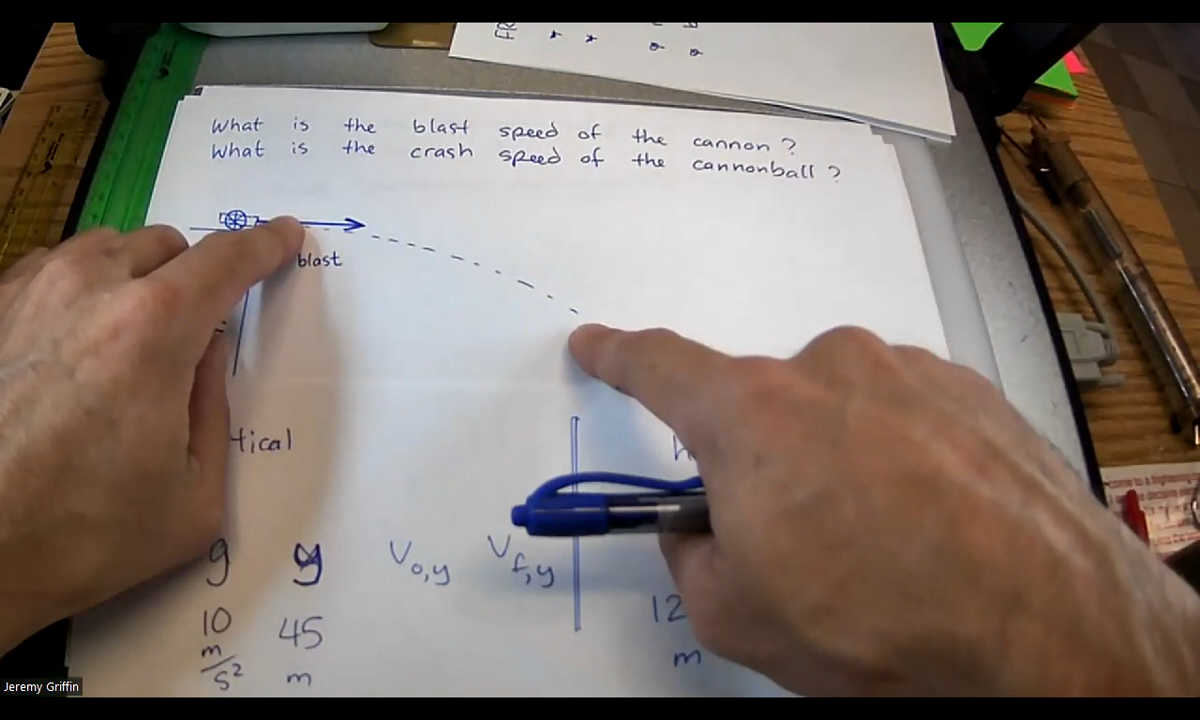 What is the blast speed of the cannon?
What is the crash speed of the cannonball?
blast
tical
g y V₀,y V_f,y
10 m/s² 45 m 12 m
Jeremy Griffin